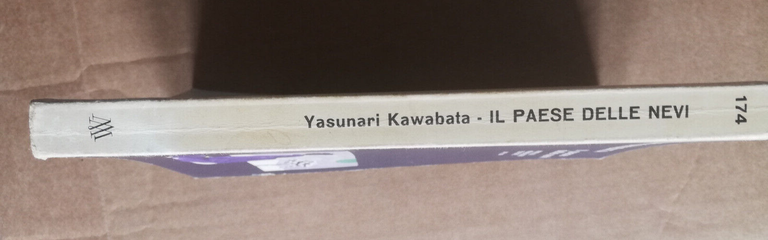 Yasunari Kawabata - IL PAESE DELLE NEVI
174